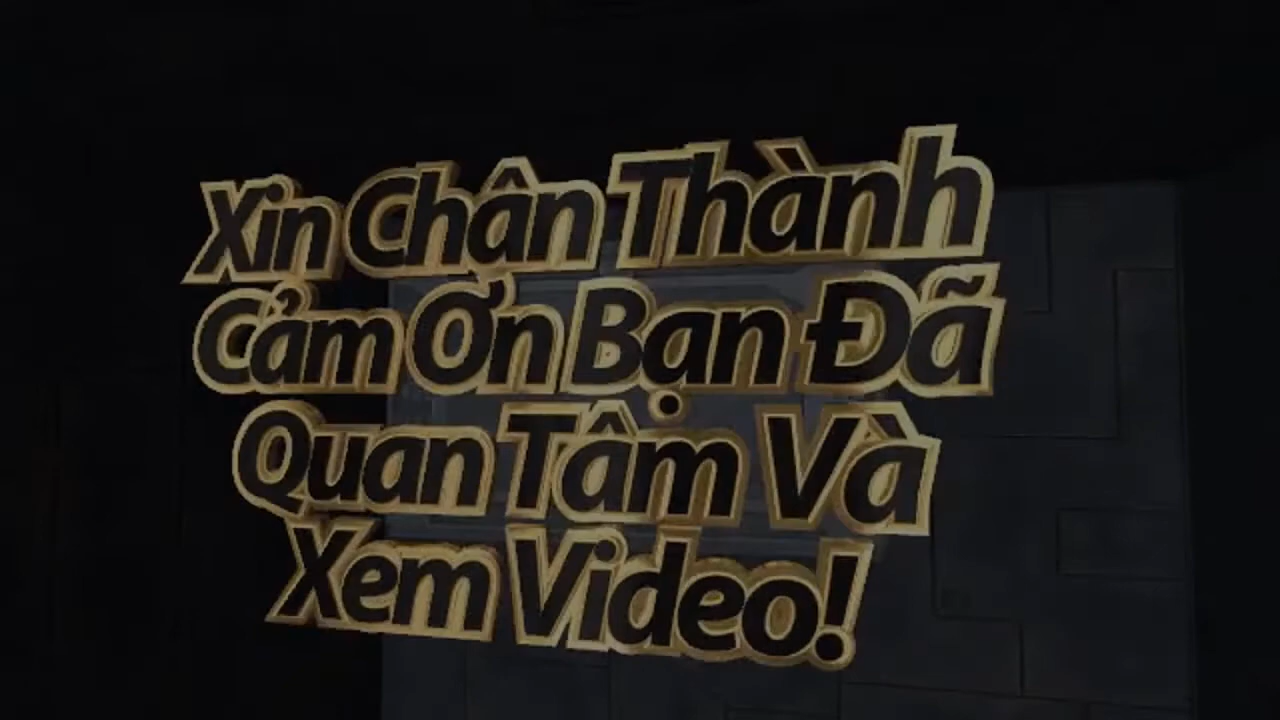 Xin Chân Thành
Cảm Ơn Bạn Đã
Quan Tâm Và
Xem Video!